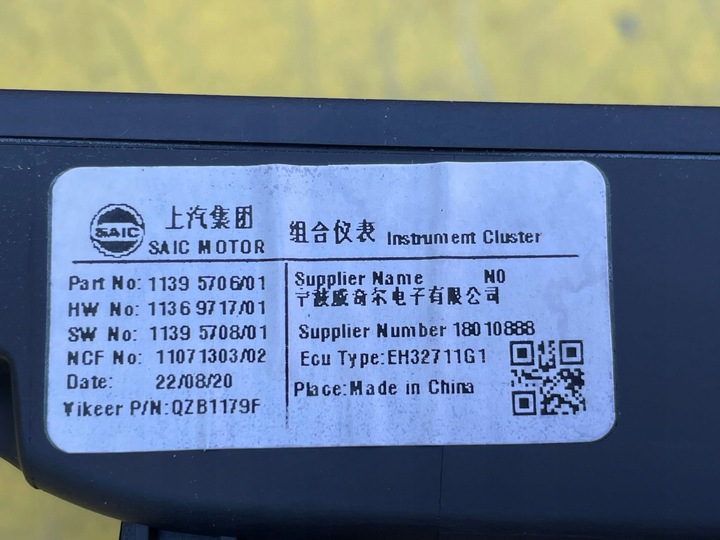 SAIC
上汽集团
SAIC MOTOR
组合仪表 Instrument Cluster
Part No: 1139 5706/01
HW No: 1136 9717/01
SW No: 1139 5708/01
NCF No: 11071303/02
Date: 22/08/20
Yikeer P/N:QZB1179F
Supplier Name NO
宁波威奇尔电子有限公司
Supplier Number 18010888
Ecu Type:EH32711G1
Place:Made in China